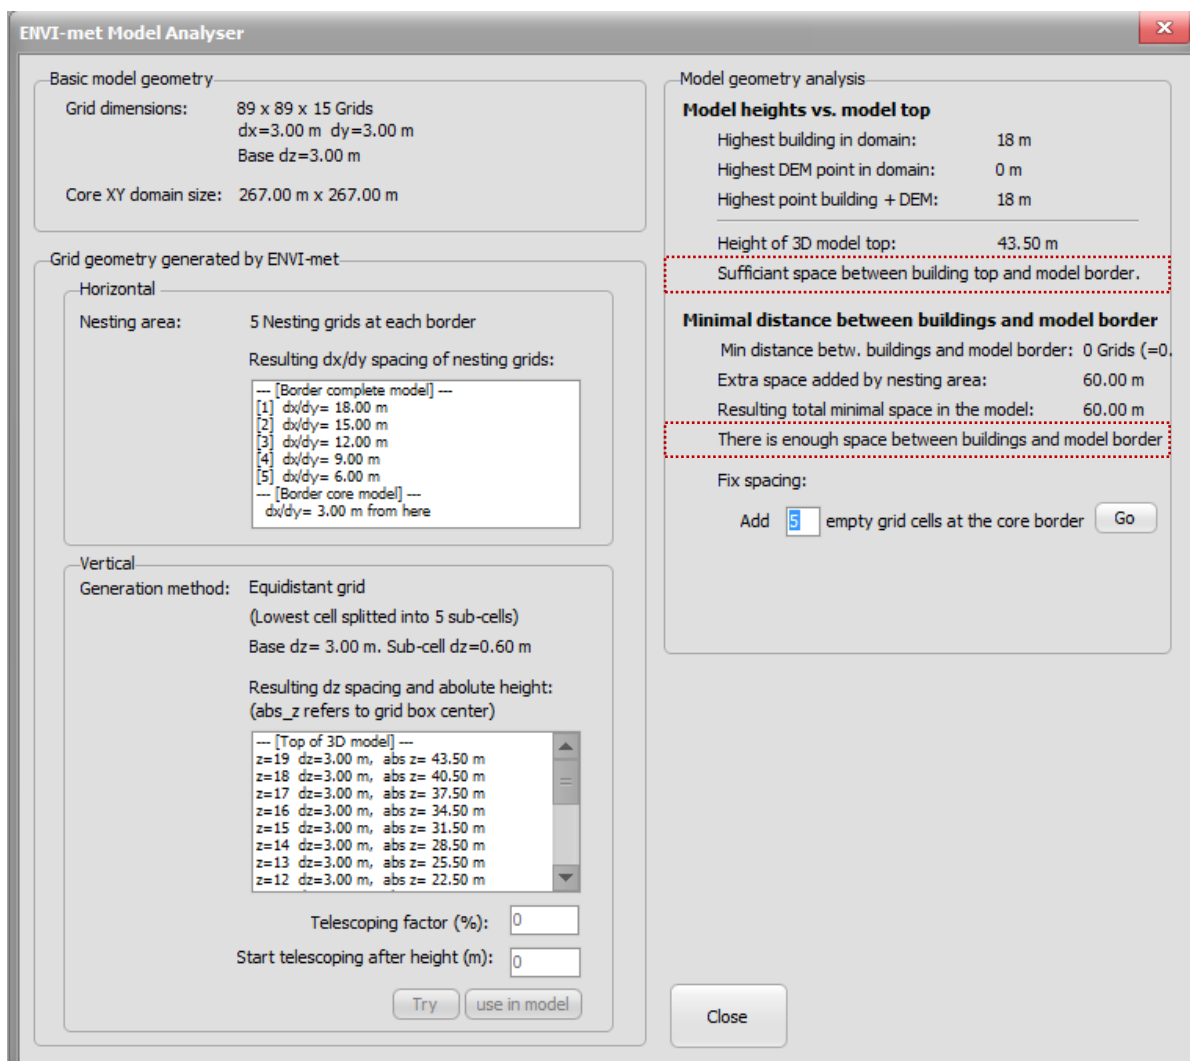 ENVI-met Model Analyser
Basic model geometry
Grid dimensions: 89 x 89 x 15 Grids
dx=3.00 m dy=3.00 m
Base dz=3.00 m
Core XY domain size: 267.00 m x 267.00 m
Grid geometry generated by ENVI-met
Horizontal
Nesting area: 5 Nesting grids at each border
Resulting dx/dy spacing of nesting grids:
--- [Border complete model] ---
[1] dx/dy= 18.00 m
[2] dx/dy= 15.00 m
[3] dx/dy= 12.00 m
[4] dx/dy= 9.00 m
[5] dx/dy= 6.00 m
--- [Border core model] ---
dx/dy= 3.00 m from here
Vertical
Generation method: Equidistant grid
(Lowest cell splitted into 5 sub-cells)
Base dz= 3.00 m. Sub-cell dz=0.60 m
Resulting dz spacing and abolute height:
(abs_z refers to grid box center)
--- [Top of 3D model] ---
z=19 dz=3.00 m, abs z= 43.50 m
z=18 dz=3.00 m, abs z= 40.50 m
z=17 dz=3.00 m, abs z= 37.50 m
z=16 dz=3.00 m, abs z= 34.50 m
z=15 dz=3.00 m, abs z= 31.50 m
z=14 dz=3.00 m, abs z= 28.50 m
z=13 dz=3.00 m, abs z= 25.50 m
z=12 dz=3.00 m, abs z= 22.50 m
Telescoping factor (%): 0
Start telescoping after height (m): 0
Try use in model
Model geometry analysis
Model heights vs. model top
Highest building in domain: 18 m
Highest DEM point in domain: 0 m
Highest point building + DEM: 18 m
Height of 3D model top: 43.50 m
Sufficiant space between building top and model border.
Minimal distance between buildings and model border
Min distance betw. buildings and model border: 0 Grids (=0.
Extra space added by nesting area: 60.00 m
Resulting total minimal space in the model: 60.00 m
There is enough space between buildings and model border
Fix spacing:
Add 5 empty grid cells at the core border Go
Close